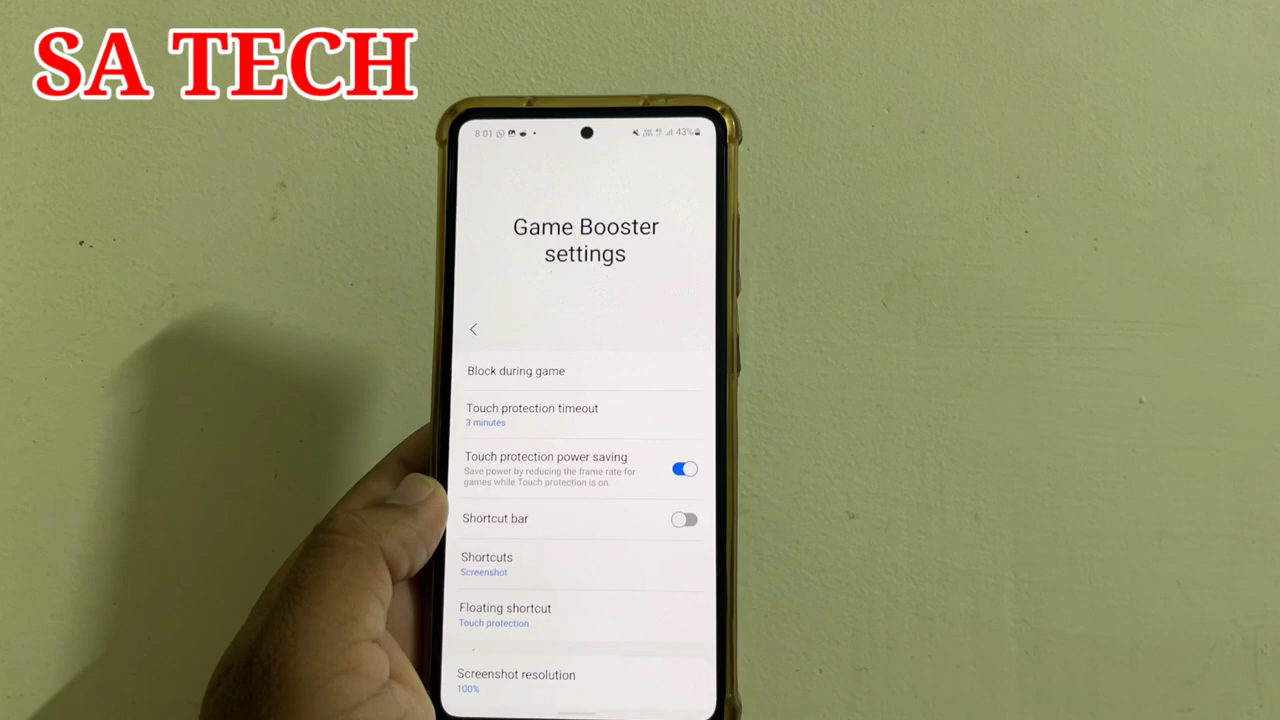 SA TECH
8:01
43%
Game Booster
settings
Block during game
Touch protection timeout
3 minutes
Touch protection power saving
Save power by reducing the frame rate for
games while Touch protection is on.
Shortcut bar
Shortcuts
Screenshot
Floating shortcut
Touch protection
Screenshot resolution
100%